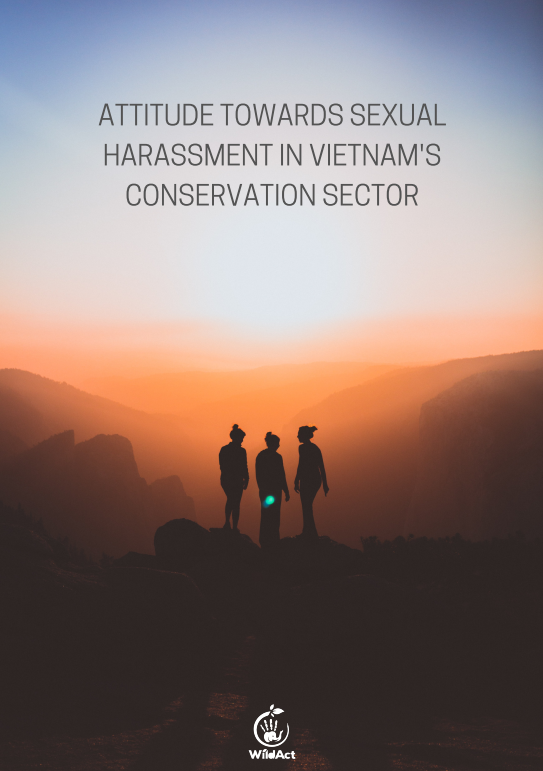 ATTITUDE TOWARDS SEXUAL
HARASSMENT IN VIETNAM'S
CONSERVATION SECTOR
WildAct